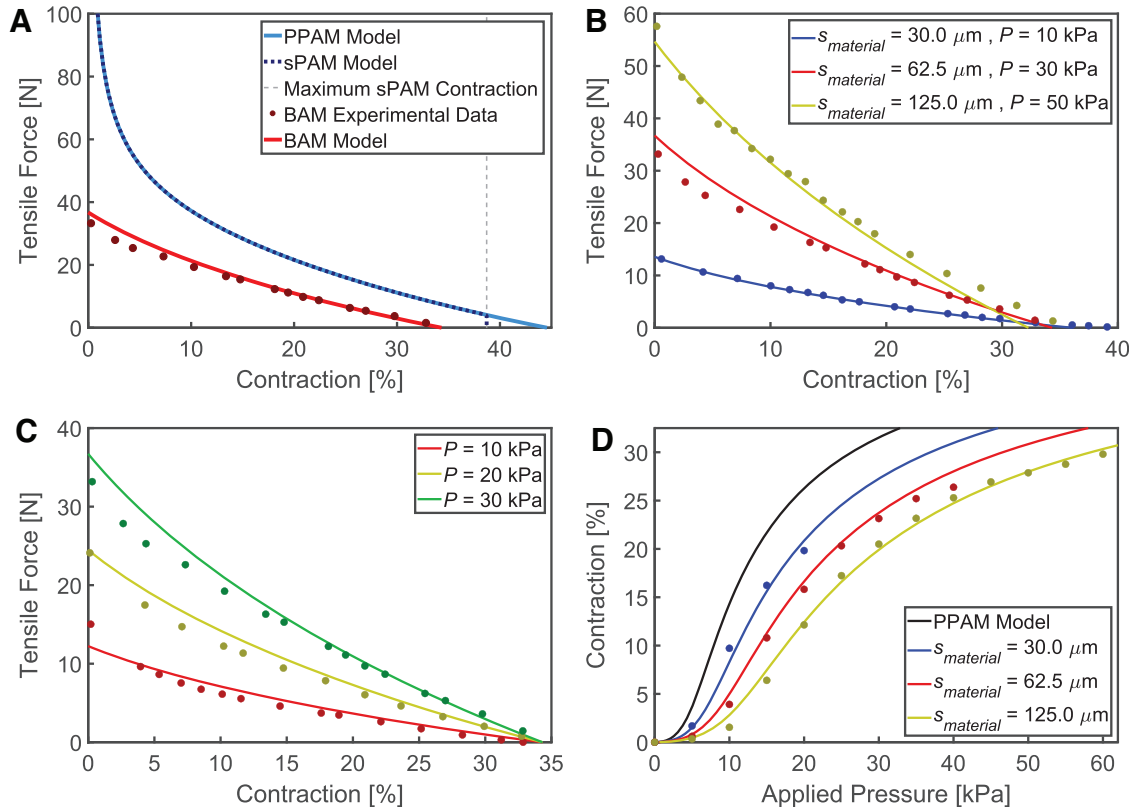 A
Tensile Force [N]
100
80
60
40
20
0
PPAM Model
sPAM Model
Maximum sPAM Contraction
BAM Experimental Data
BAM Model
0 10 20 30 40
Contraction [%]
B
Tensile Force [N]
60
50
40
30
20
10
0
s_material = 30.0 μm , P = 10 kPa
s_material = 62.5 μm , P = 30 kPa
s_material = 125.0 μm , P = 50 kPa
0 10 20 30 40
Contraction [%]
C
Tensile Force [N]
40
30
20
10
0
P = 10 kPa
P = 20 kPa
P = 30 kPa
0 5 10 15 20 25 30 35
Contraction [%]
D
Contraction [%]
30
25
20
15
10
5
0
PPAM Model
s_material = 30.0 μm
s_material = 62.5 μm
s_material = 125.0 μm
0 10 20 30 40 50 60
Applied Pressure [kPa]